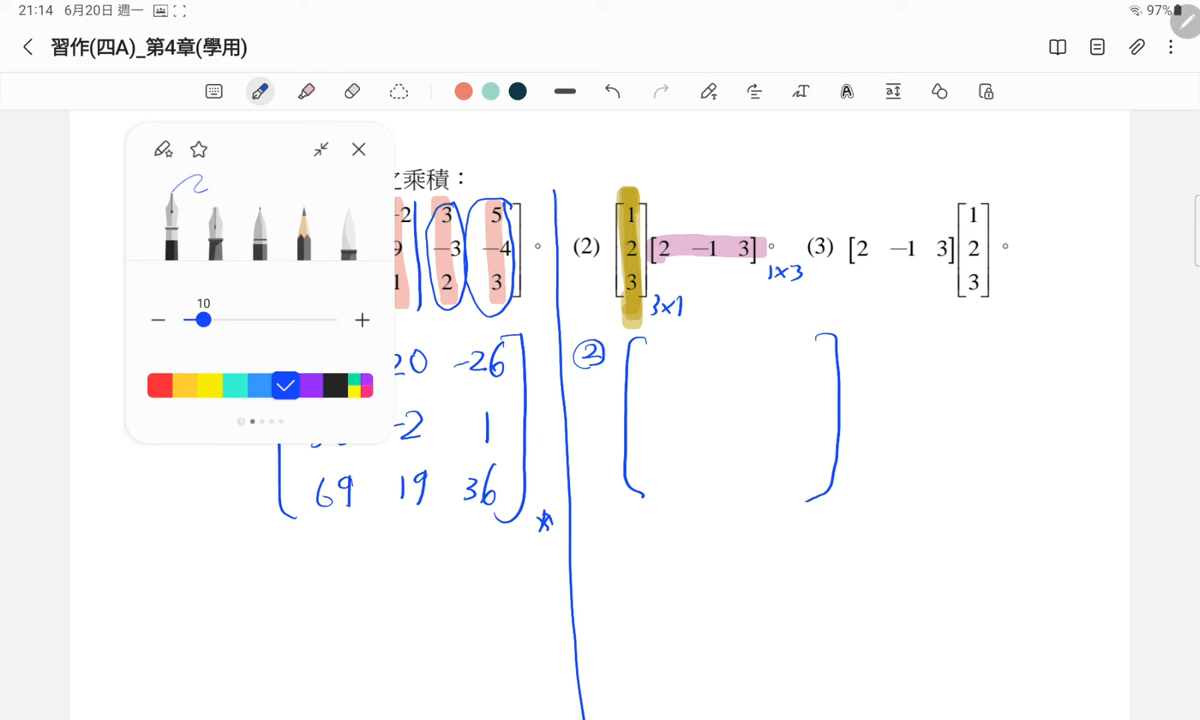 21:14 6月20日 週一 97%
習作(四A)_第4章(學用)
之乘積：
10
-2 3 5
9 -3 -4
1 2 3
。
(2) [1 2 3] [2 -1 3]。
3×1
1×3
(3) [2 -1 3] [1 2 3]。
20 -26
-2 1
69 19 36
②